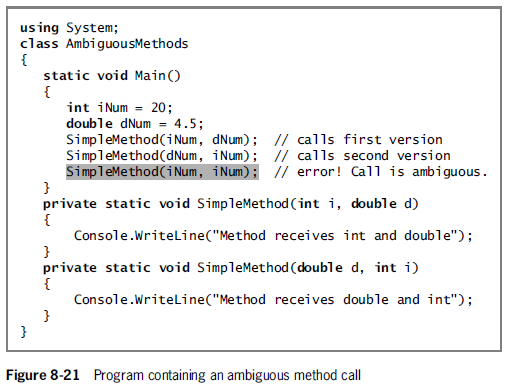 using System;
class AmbiguousMethods
{
   static void Main()
   {
      int iNum = 20;
      double dNum = 4.5;
      SimpleMethod(iNum, dNum);  // calls first version
      SimpleMethod(dNum, iNum);  // calls second version
      SimpleMethod(iNum, iNum);  // error! Call is ambiguous.
   }
   private static void SimpleMethod(int i, double d)
   {
       Console.WriteLine("Method receives int and double");
   }
   private static void SimpleMethod(double d, int i)
   {
       Console.WriteLine("Method receives double and int");
   }
}
Figure 8-21 Program containing an ambiguous method call